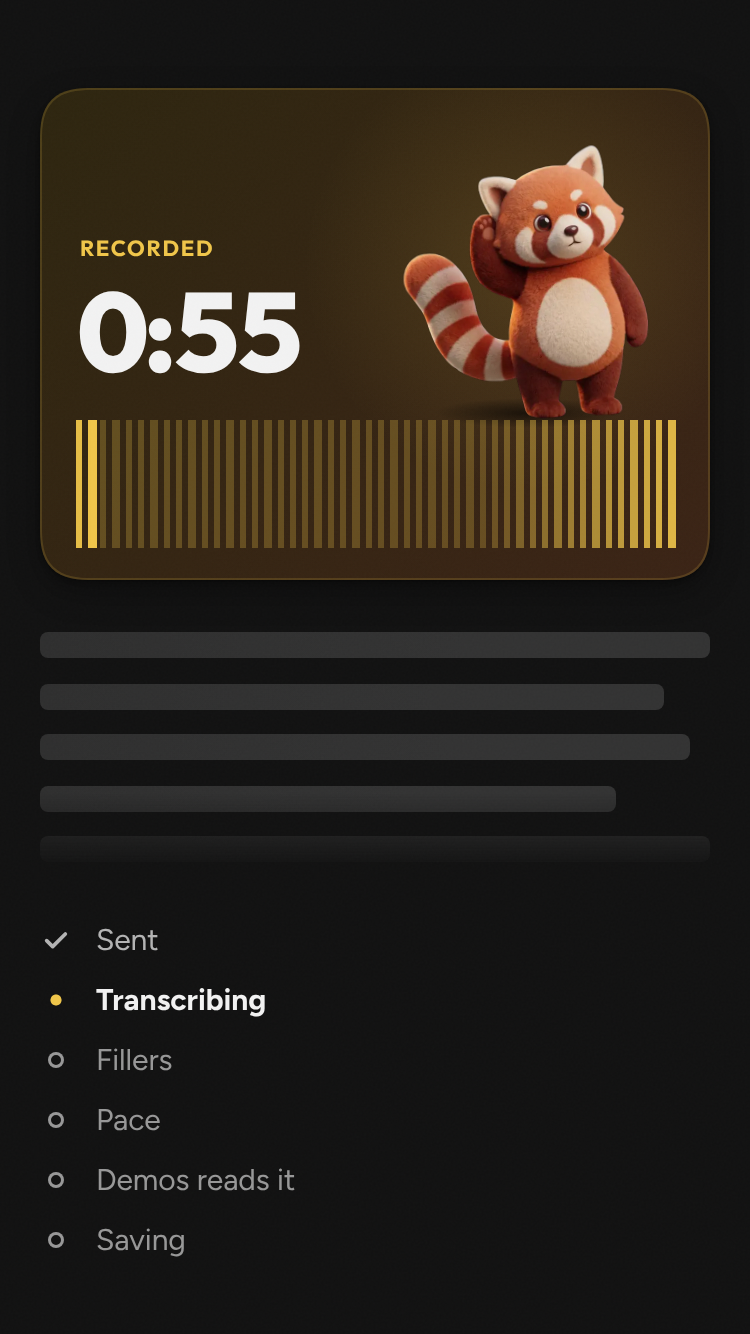 RECORDED
0:55
Sent
Transcribing
Fillers
Pace
Demos reads it
Saving